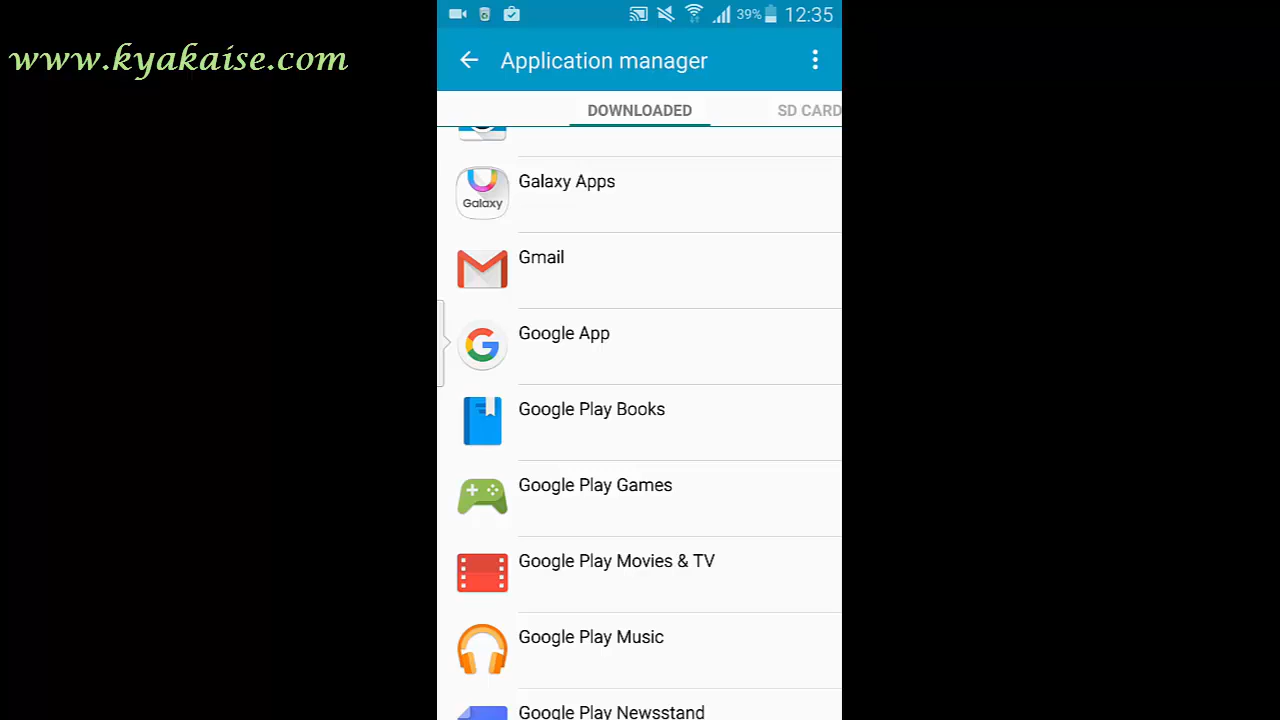 www.kyakaise.com
39% 12:35
Application manager
DOWNLOADED SD CARD
Galaxy Apps
Galaxy
Gmail
Google App
Google Play Books
Google Play Games
Google Play Movies & TV
Google Play Music
Google Play Newsstand